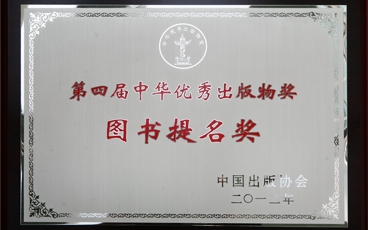 第四届中华优秀出版物奖
图书提名奖
中国出版协会
二〇一二年